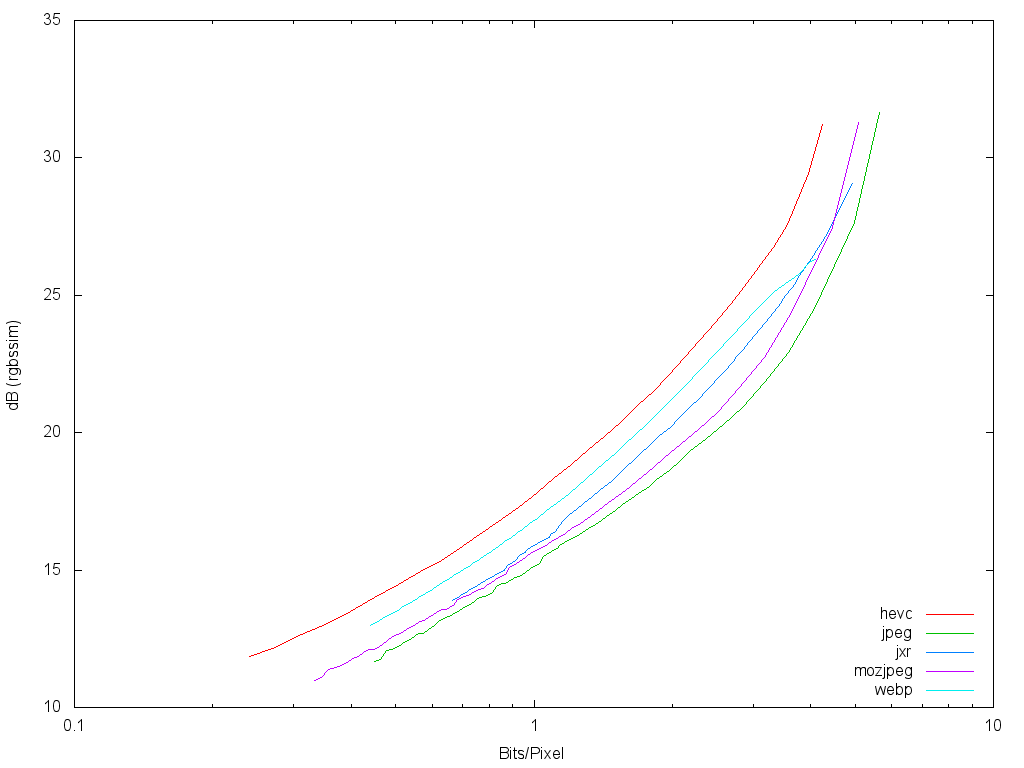 35
30
25
20
15
10
dB (rgbssim)
hevc
jpeg
jxr
mozjpeg
webp
0.1 1 10
Bits/Pixel